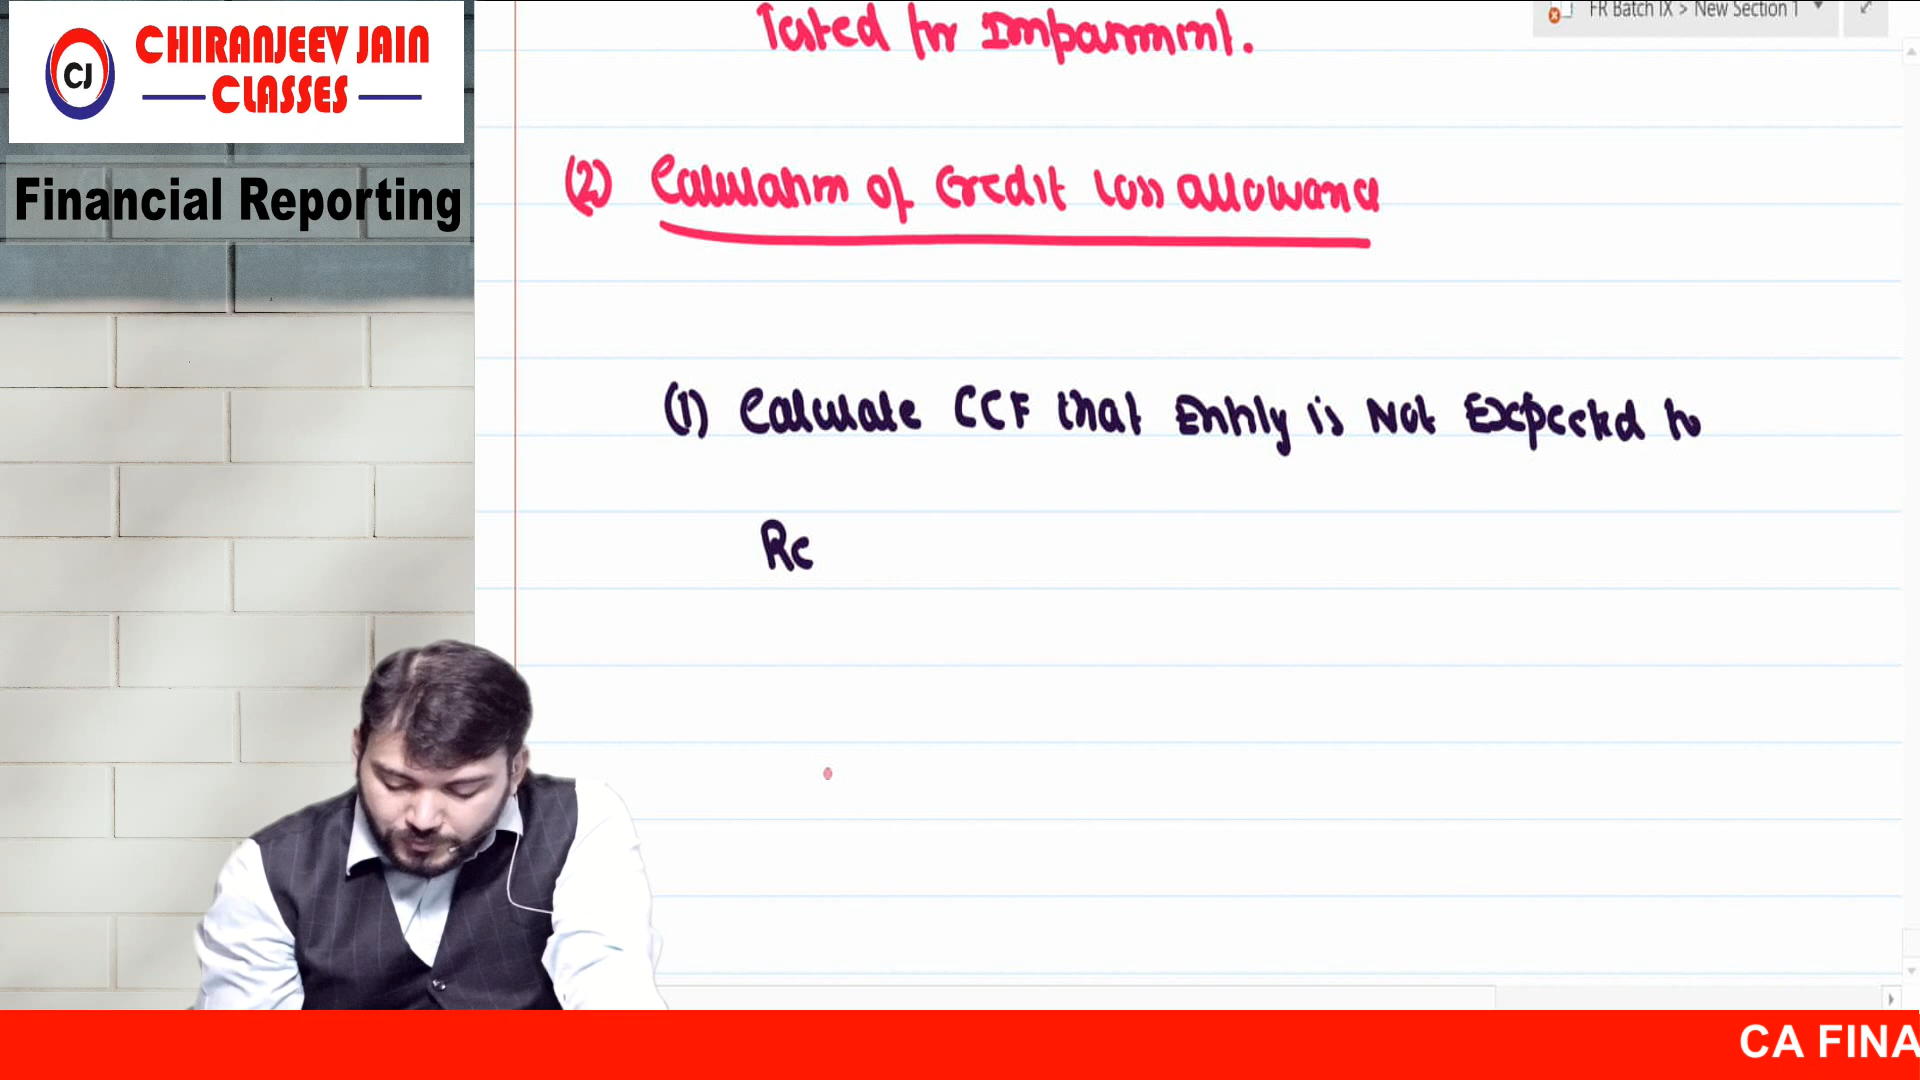 CHIRANJEEV JAIN
CLASSES
CJ
Financial Reporting
FR Batch IX > New Section 1
Tested for Impairment.
(2) Calculation of Credit Loss allowance
(1) Calculate CCF that Entity is Not Expected to
Re
CA FINA